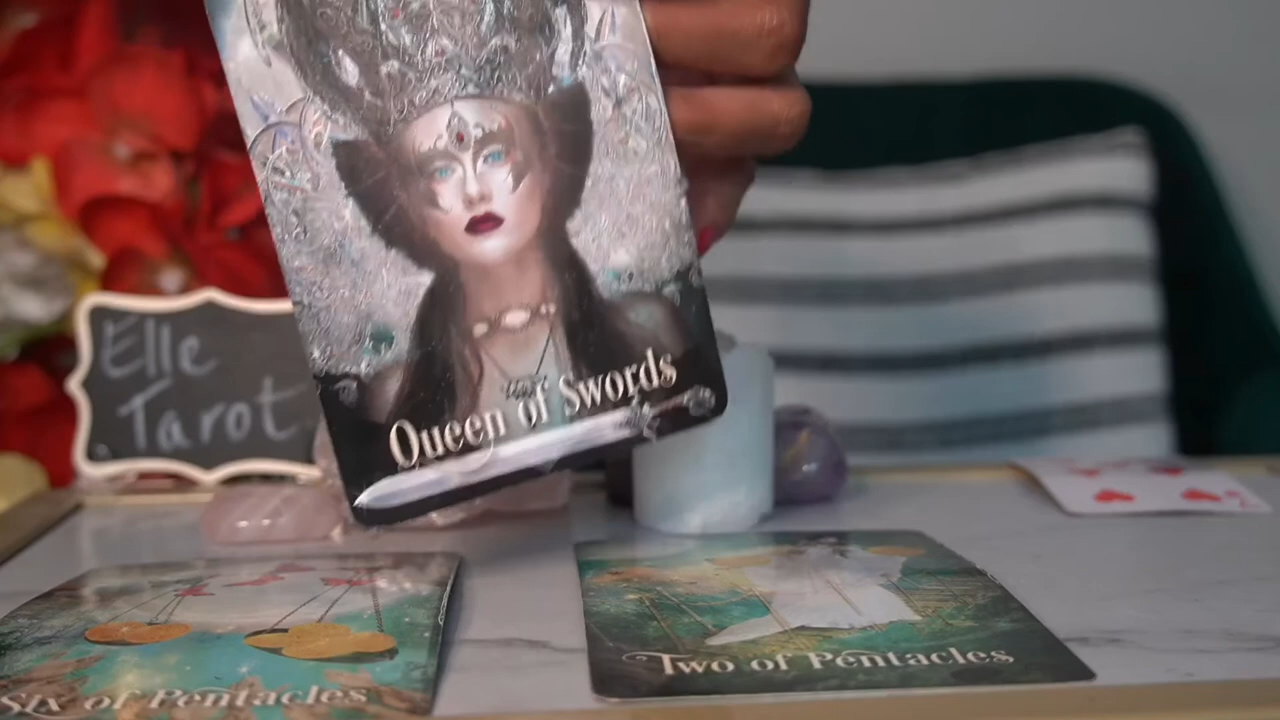 Elle
Tarot
Queen of Swords
Two of Pentacles
Six of Pentacles